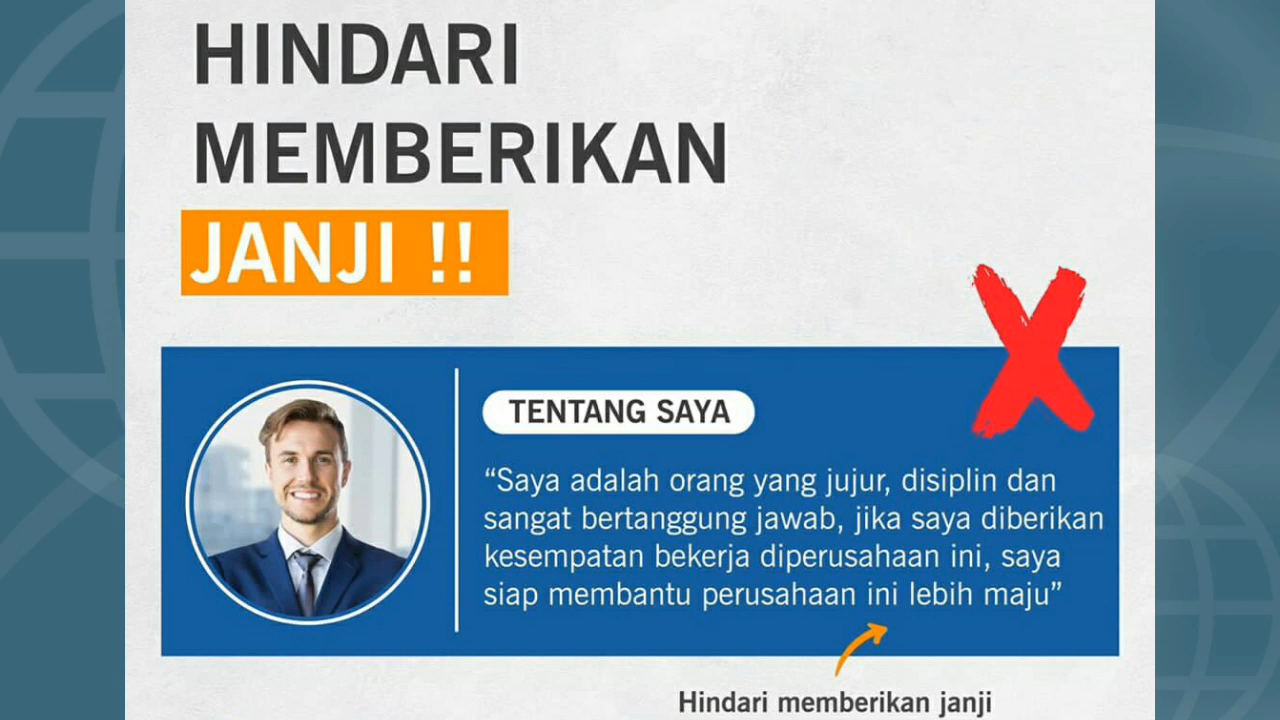 HINDARI
MEMBERIKAN
JANJI !!
TENTANG SAYA
“Saya adalah orang yang jujur, disiplin dan
sangat bertanggung jawab, jika saya diberikan
kesempatan bekerja diperusahaan ini, saya
siap membantu perusahaan ini lebih maju”
Hindari memberikan janji